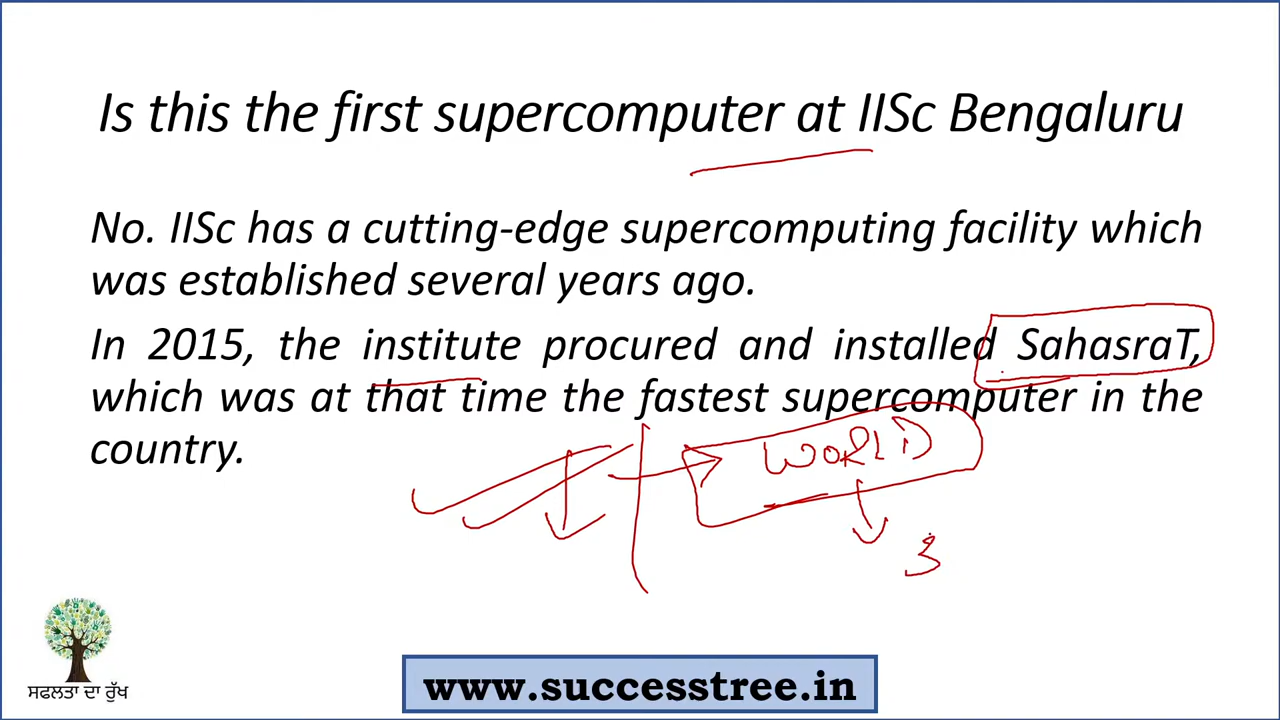 Is this the first supercomputer at IISc Bengaluru
No. IISc has a cutting-edge supercomputing facility which
was established several years ago.
In 2015, the institute procured and installed SahasraT,
which was at that time the fastest supercomputer in the
country.
WORLD
3
ਸਫਲਤਾ ਦਾ ਰੁੱਖ
www.successtree.in